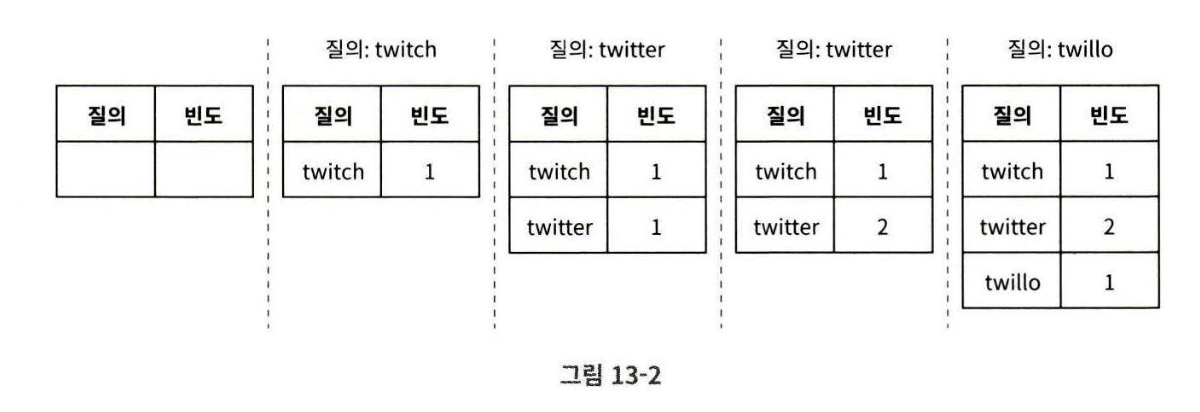 질의: twitch
질의: twitter
질의: twitter
질의: twillo
질의 빈도
질의 빈도
twitch 1
질의 빈도
twitch 1
twitter 1
질의 빈도
twitch 1
twitter 2
질의 빈도
twitch 1
twitter 2
twillo 1
그림 13-2